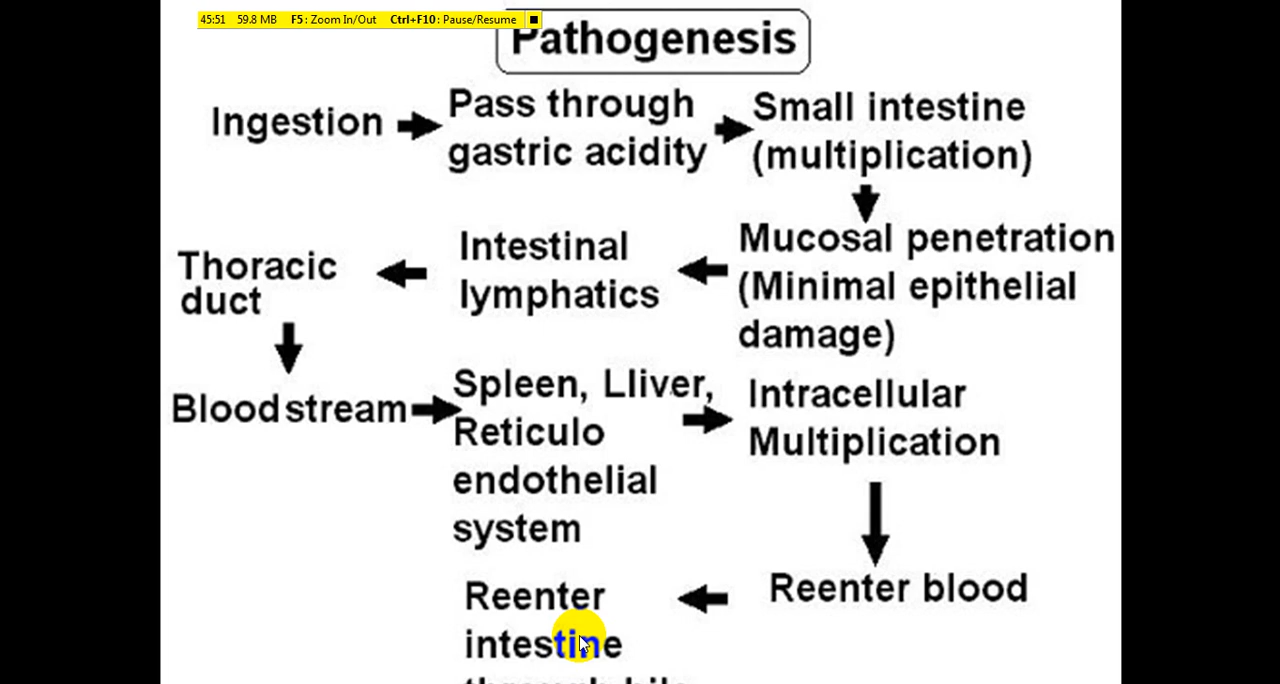 45:51 59.8 MB F5: Zoom In/Out Ctrl+F10: Pause/Resume
Pathogenesis
Ingestion
Pass through
gastric acidity
Small intestine
(multiplication)
Mucosal penetration
(Minimal epithelial
damage)
Intestinal
lymphatics
Thoracic
duct
Blood stream
Spleen, Lliver,
Reticulo
endothelial
system
Intracellular
Multiplication
Reenter blood
Reenter
intestine